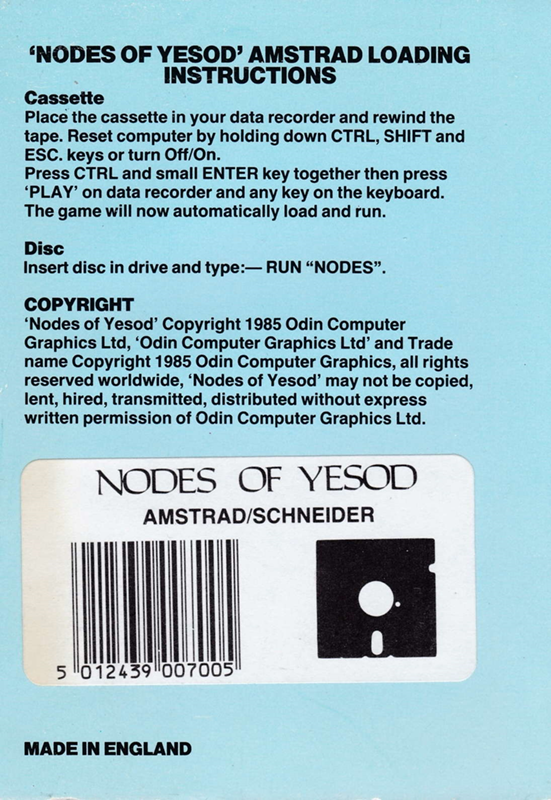 ‘NODES OF YESOD’ AMSTRAD LOADING
INSTRUCTIONS
Cassette
Place the cassette in your data recorder and rewind the
tape. Reset computer by holding down CTRL, SHIFT and
ESC. keys or turn Off/On.
Press CTRL and small ENTER key together then press
‘PLAY’ on data recorder and any key on the keyboard.
The game will now automatically load and run.
Disc
Insert disc in drive and type:— RUN “NODES”.
COPYRIGHT
‘Nodes of Yesod’ Copyright 1985 Odin Computer
Graphics Ltd, ‘Odin Computer Graphics Ltd’ and Trade
name Copyright 1985 Odin Computer Graphics, all rights
reserved worldwide, ‘Nodes of Yesod’ may not be copied,
lent, hired, transmitted, distributed without express
written permission of Odin Computer Graphics Ltd.
NODES OF YESOD
AMSTRAD/SCHNEIDER
5 012439 007005
MADE IN ENGLAND